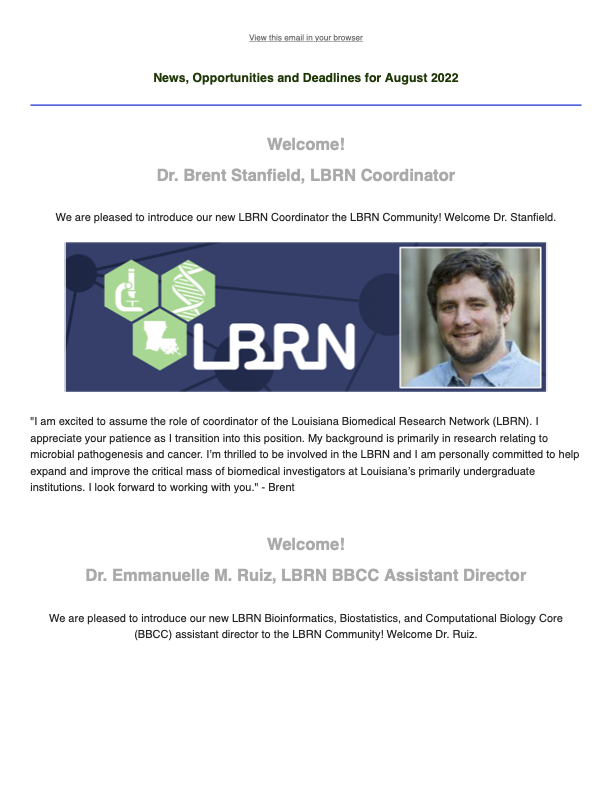 View this email in your browser
News, Opportunities and Deadlines for August 2022
Welcome!
Dr. Brent Stanfield, LBRN Coordinator
We are pleased to introduce our new LBRN Coordinator the LBRN Community! Welcome Dr. Stanfield.
LBRN
"I am excited to assume the role of coordinator of the Louisiana Biomedical Research Network (LBRN). I
appreciate your patience as I transition into this position. My background is primarily in research relating to
microbial pathogenesis and cancer. I'm thrilled to be involved in the LBRN and I am personally committed to help
expand and improve the critical mass of biomedical investigators at Louisiana's primarily undergraduate
institutions. I look forward to working with you." - Brent
Welcome!
Dr. Emmanuelle M. Ruiz, LBRN BBCC Assistant Director
We are pleased to introduce our new LBRN Bioinformatics, Biostatistics, and Computational Biology Core
(BBCC) assistant director to the LBRN Community! Welcome Dr. Ruiz.